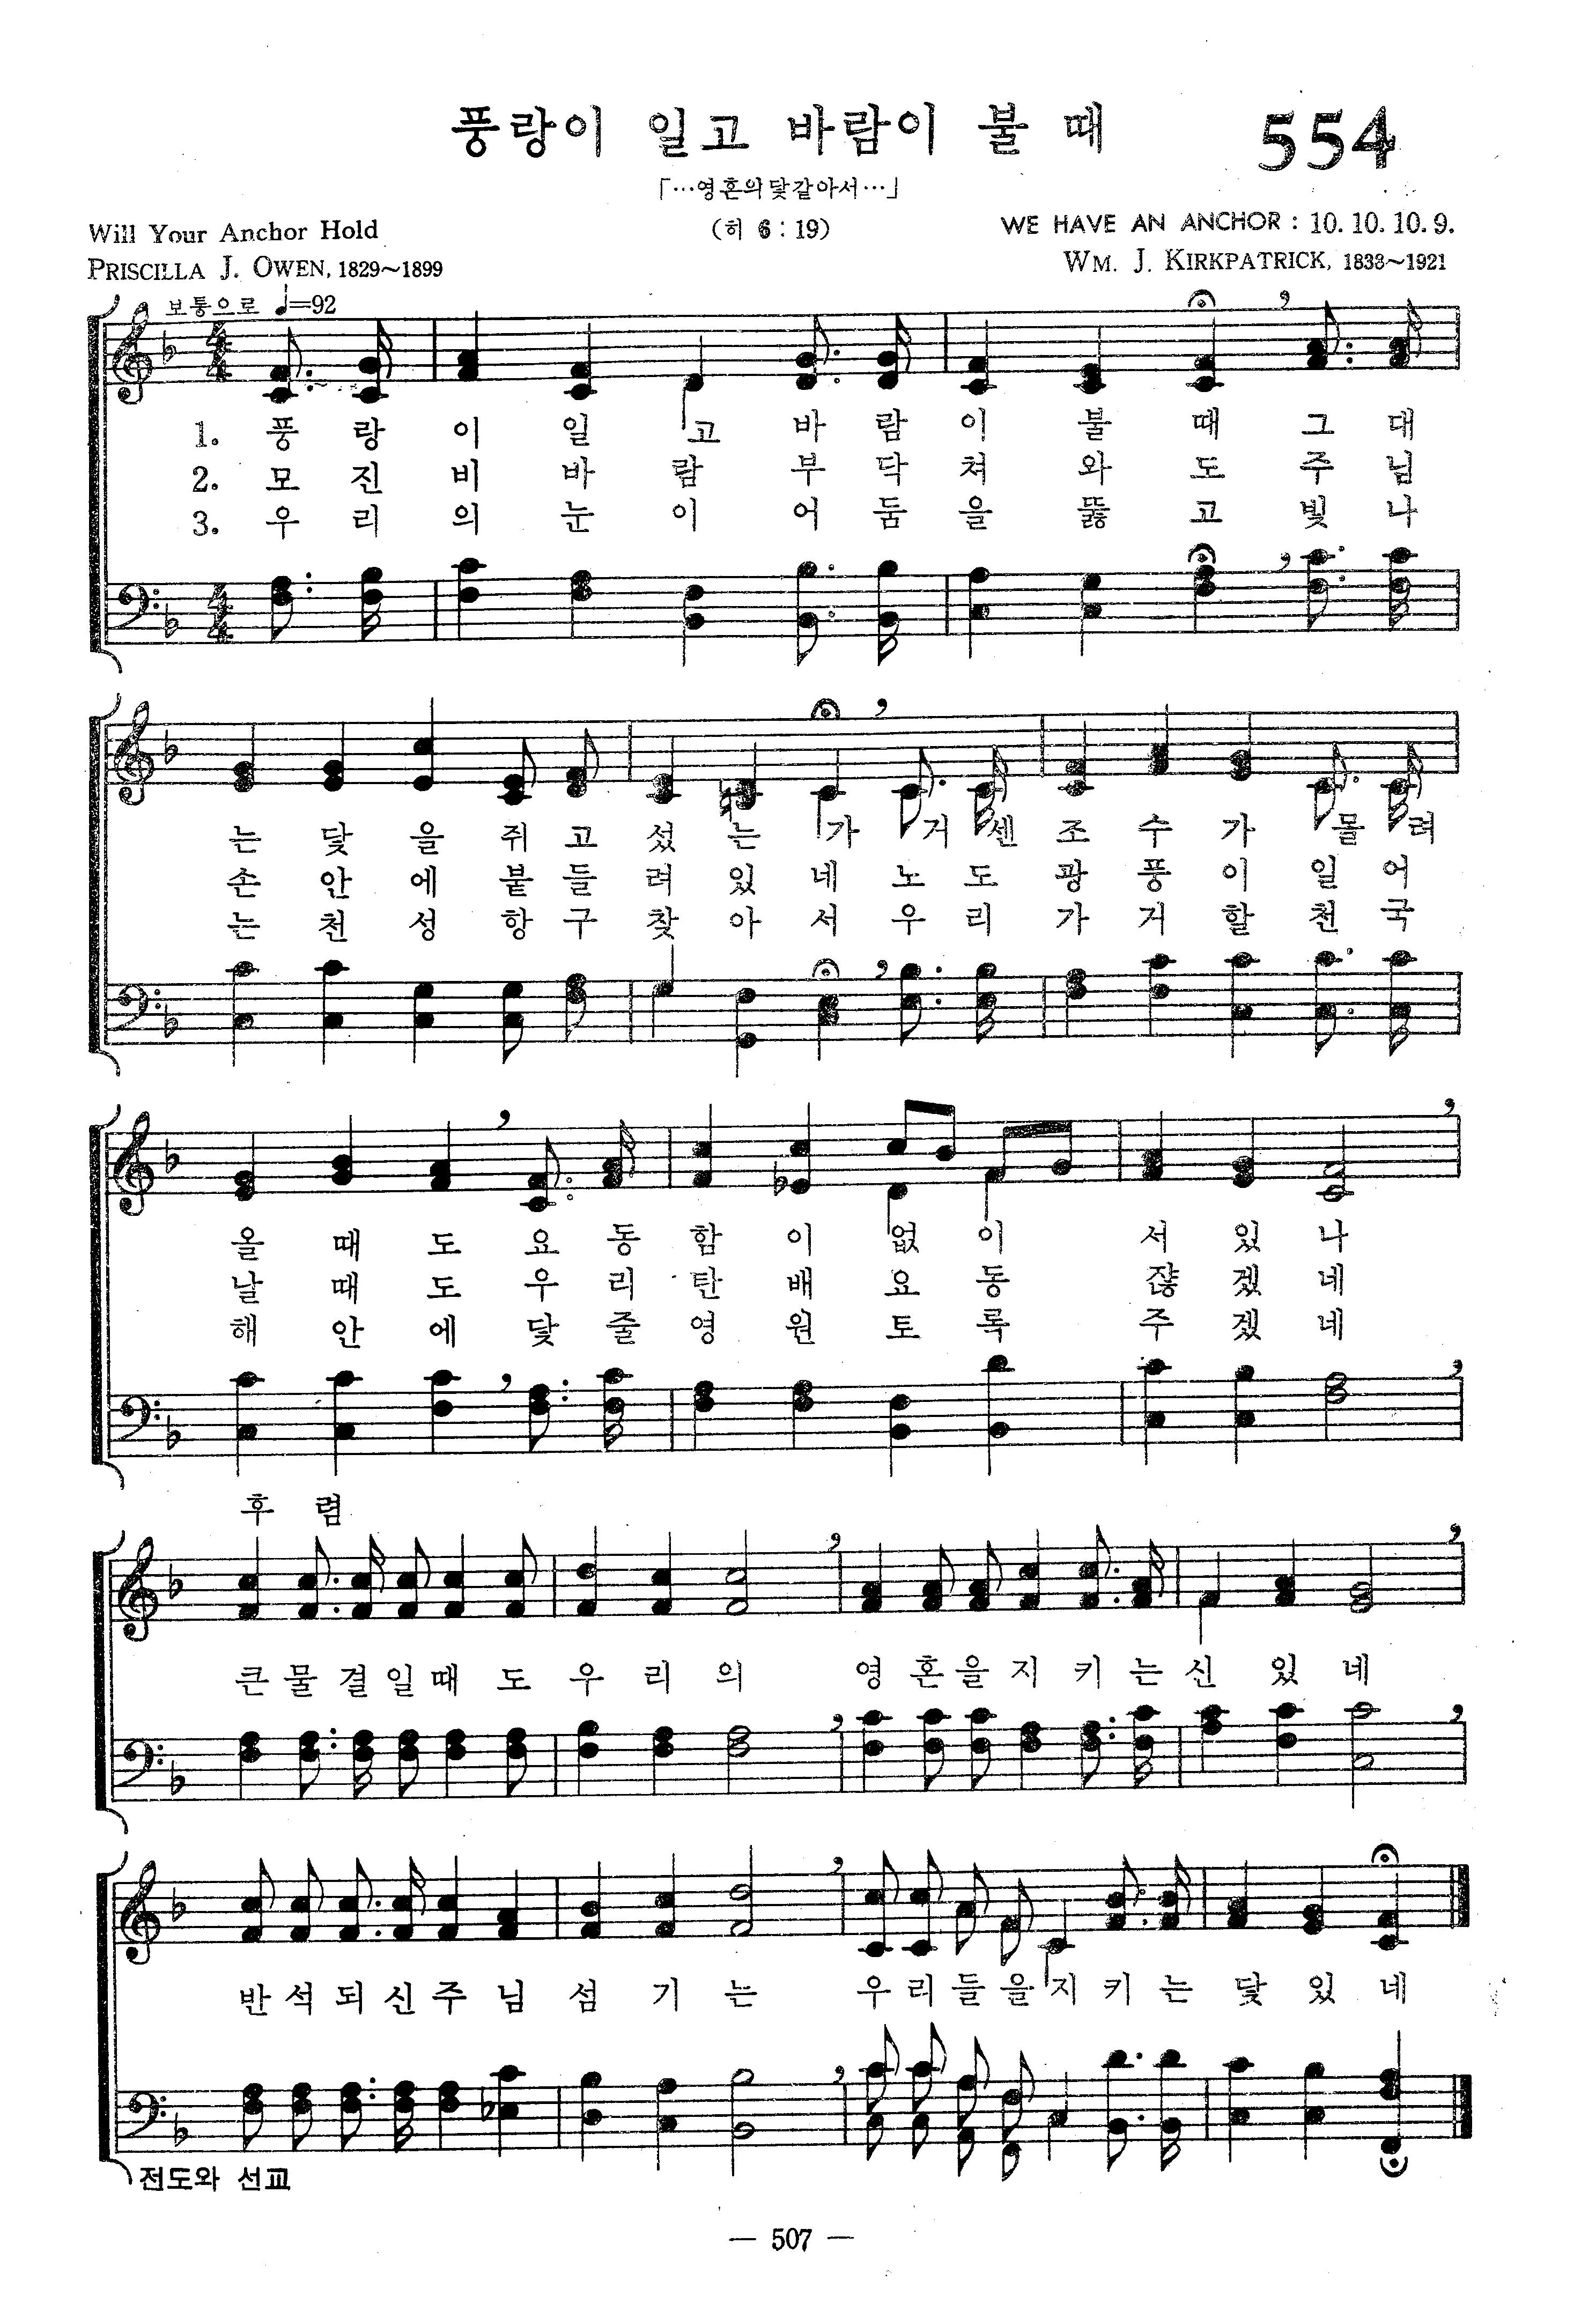 풍랑이 일고 바람이 불 때 554
「…영혼의닻같아서…」
Will Your Anchor Hold (히 6 : 19) WE HAVE AN ANCHOR : 10. 10. 10. 9.
PRISCILLA J. OWEN, 1829~1899 WM. J. KIRKPATRICK, 1838~1921
보통으로 ♩=92
1. 풍 랑 이 일 고 바 람 이 불 때 그 대
2. 모 진 비 바 람 부 닥 쳐 와 도 주 님
3. 우 리 의 눈 이 어 둠 을 뚫 고 빛 나
는 닻 을 쥐 고 섰 는 가 거 센 조 수 가 몰 려
손 안 에 붙 들 려 있 네 노 도 광 풍 이 일 어
는 천 성 항 구 찾 아 서 우 리 가 거 할 천 국
올 때 도 요 동 함 이 없 이 서 있 나
날 때 도 우 리 탄 배 요 동 쟎 겠 네
해 안 에 닻 줄 영 원 토 록 주 겠 네
후 렴
큰 물 결 일 때 도 우 리 의 영 혼 을 지 키 는 신 있 네
반 석 되 신 주 님 섬 기 는 우 리 들 을 지 키 는 닻 있 네
전도와 선교
— 507 —